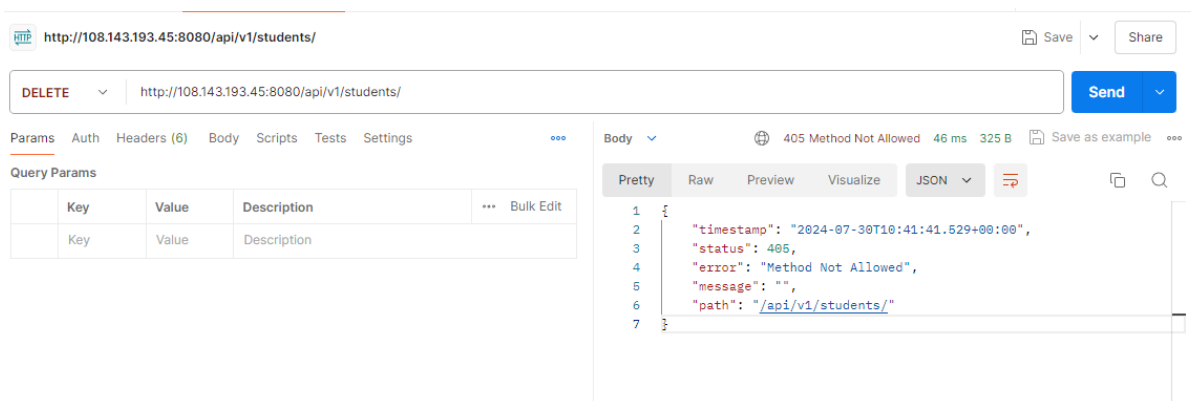 HTTP http://108.143.193.45:8080/api/v1/students/ Save Share
DELETE http://108.143.193.45:8080/api/v1/students/ Send
Params Auth Headers (6) Body Scripts Tests Settings
Query Params
Key Value Description Bulk Edit
Key Value Description
Body 405 Method Not Allowed 46 ms 325 B Save as example
Pretty Raw Preview Visualize JSON
1 {
2 "timestamp": "2024-07-30T10:41:41.529+00:00",
3 "status": 405,
4 "error": "Method Not Allowed",
5 "message": "",
6 "path": "/api/v1/students/"
7 }